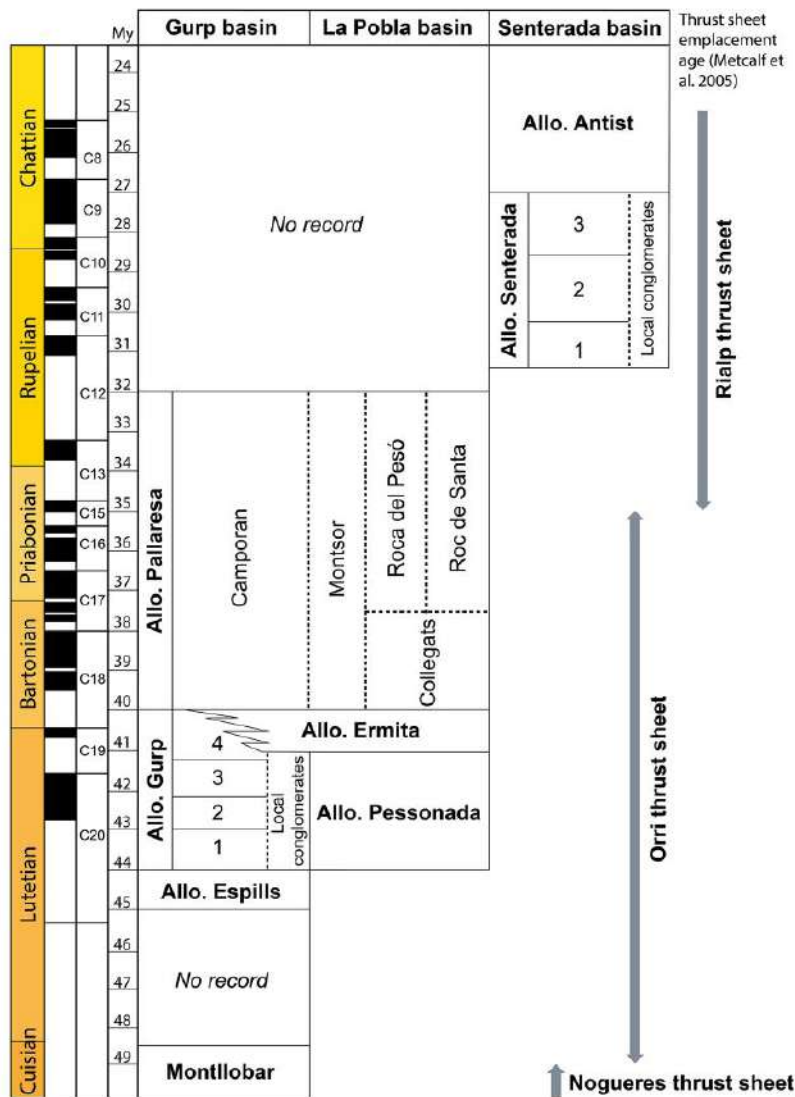 My
Gurp basin
La Pobla basin
Senterada basin
Thrust sheet
emplacement
age (Metcalf et
al. 2005)
Chattian
Rupelian
Priabonian
Bartonian
Lutetian
Cuisian
C8
C9
C10
C11
C12
C13
C15
C16
C17
C18
C19
C20
24
25
26
27
28
29
30
31
32
33
34
35
36
37
38
39
40
41
42
43
44
45
46
47
48
49
No record
Allo. Pallaresa
Camporan
Montsor
Roca del Pesó
Roc de Santa
Collegats
Allo. Ermita
Allo. Gurp
4
3
2
1
Local
conglomerates
Allo. Pessonada
Allo. Espills
No record
Montllobar
Allo. Antist
Allo. Senterada
3
2
1
Local conglomerates
Rialp thrust sheet
Orri thrust sheet
Nogueres thrust sheet